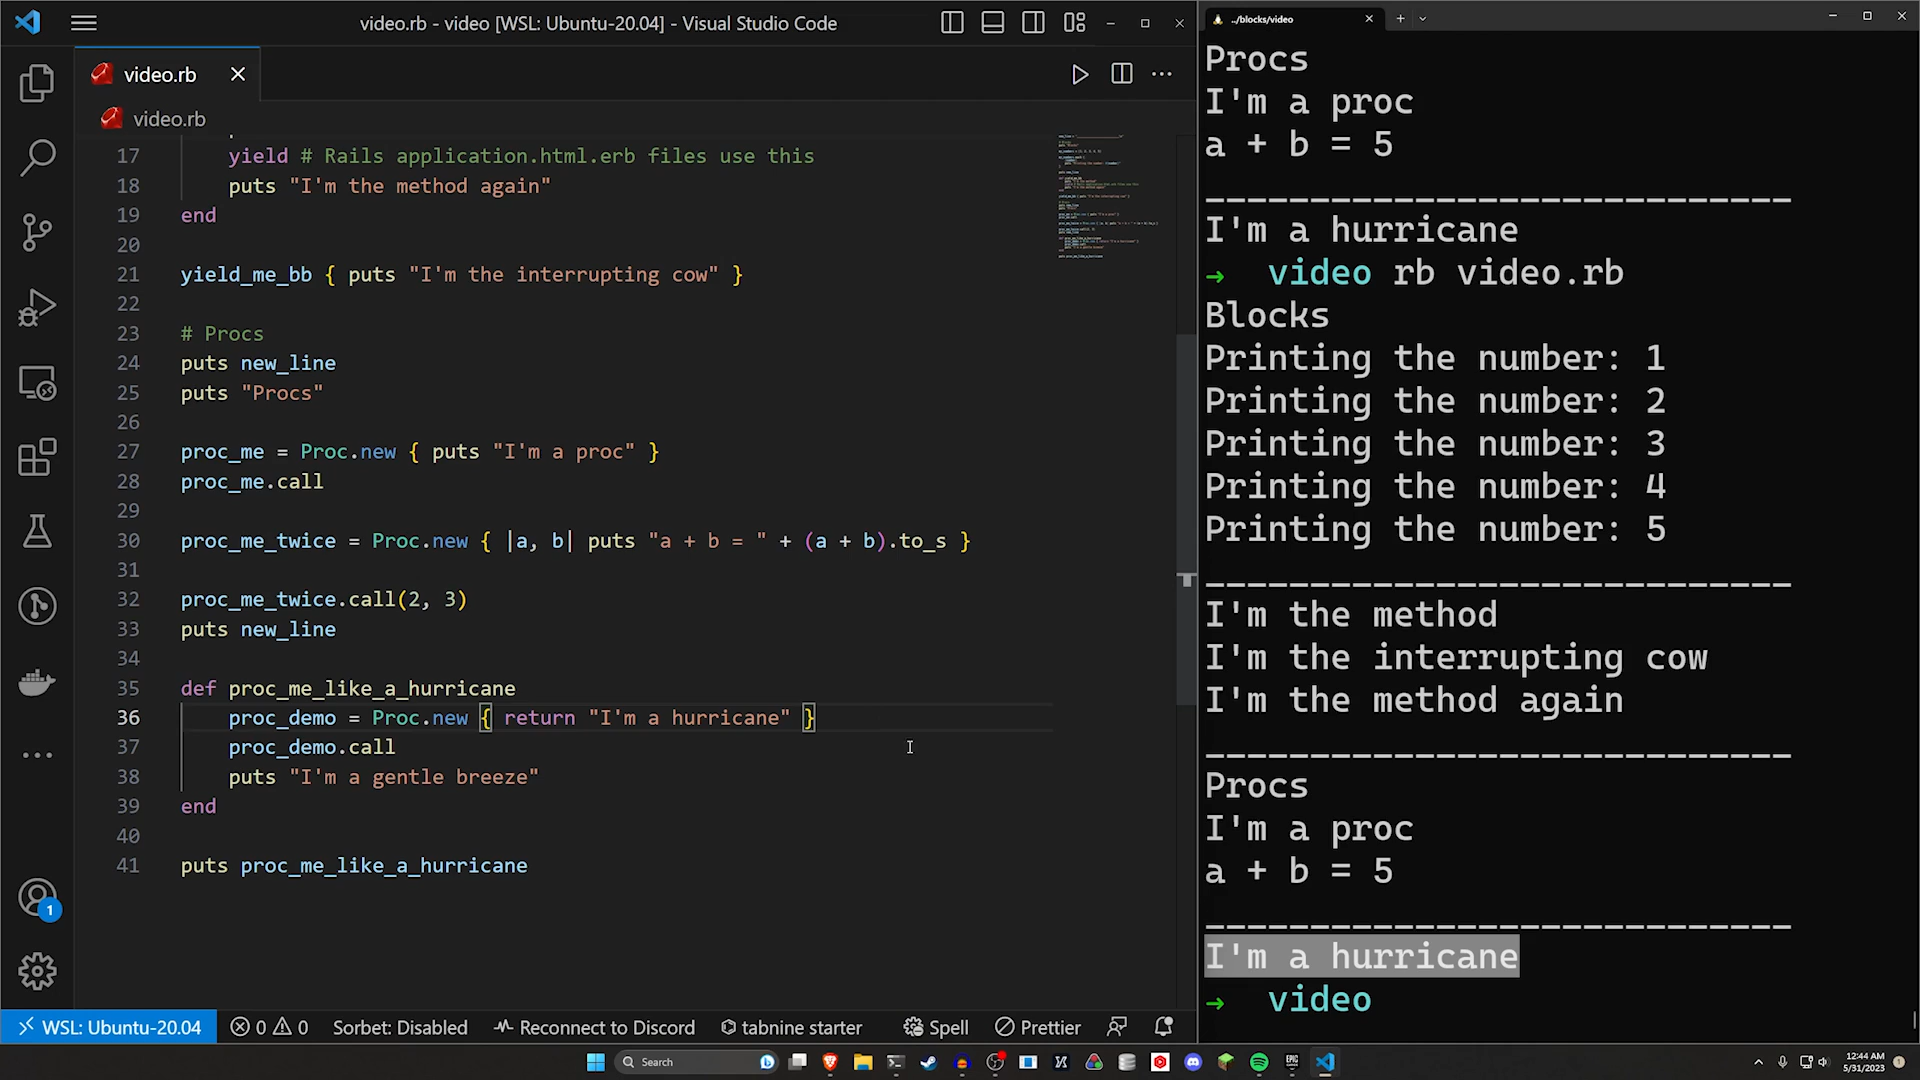 video.rb - video [WSL: Ubuntu-20.04] - Visual Studio Code
video.rb
video.rb
17 yield # Rails application.html.erb files use this
18 puts "I'm the method again"
19 end
20
21 yield_me_bb { puts "I'm the interrupting cow" }
22
23 # Procs
24 puts new_line
25 puts "Procs"
26
27 proc_me = Proc.new { puts "I'm a proc" }
28 proc_me.call
29
30 proc_me_twice = Proc.new { |a, b| puts "a + b = " + (a + b).to_s }
31
32 proc_me_twice.call(2, 3)
33 puts new_line
34
35 def proc_me_like_a_hurricane
36 proc_demo = Proc.new { return "I'm a hurricane" }
37 proc_demo.call
38 puts "I'm a gentle breeze"
39 end
40
41 puts proc_me_like_a_hurricane
1
WSL: Ubuntu-20.04 0 0 Sorbet: Disabled Reconnect to Discord tabnine starter Spell Prettier
../blocks/video
Procs
I'm a proc
a + b = 5
____________________________
I'm a hurricane
→ video rb video.rb
Blocks
Printing the number: 1
Printing the number: 2
Printing the number: 3
Printing the number: 4
Printing the number: 5
____________________________
I'm the method
I'm the interrupting cow
I'm the method again
____________________________
Procs
I'm a proc
a + b = 5
____________________________
I'm a hurricane
→ video
Search
12:44 AM
5/31/2023